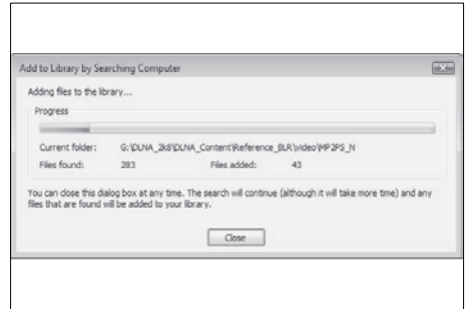 Add to Library by Searching Computer
Adding files to the library...
Progress
Current folder: G:\DLNA_2k8\DLNA_Content\Reference_BLR\video\MP2PS_N
Files found: 283 Files added: 43
You can close this dialog box at any time. The search will continue (although it will take more time) and any
files that are found will be added to your library.
Close